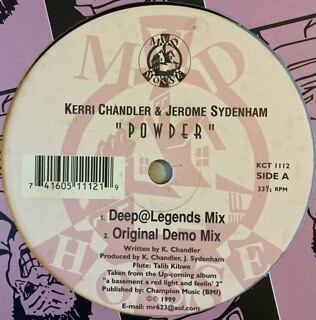 MAD
HOUSE
KERRI CHANDLER & JEROME SYDENHAM
"POWDER"
KCT 1112
SIDE A
33⅓ RPM
7 41605 11121 9
1. Deep@Legends Mix
2. Original Demo Mix
Written by K. Chandler
Produced by K. Chandler, J. Sydenham
Flute: Talib Kibwe
Taken from the Up-coming album
"a basement a red light and feelin' 2"
Published by: Champion Music (BMI)
©℗ 1999
E-mail: mr623@aol.com